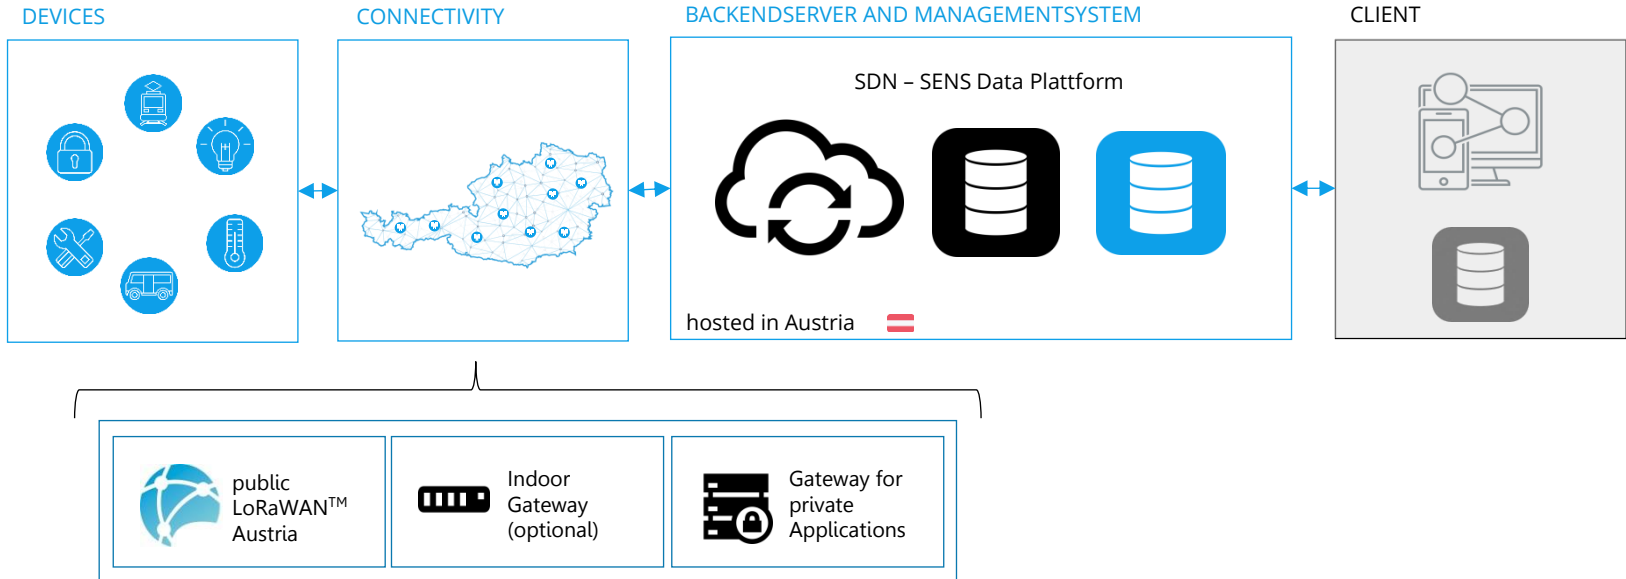 DEVICES
CONNECTIVITY
BACKENDSERVER AND MANAGEMENTSYSTEM
CLIENT
SDN – SENS Data Plattform
hosted in Austria
public
LoRaWAN™
Austria
Indoor
Gateway
(optional)
Gateway for
private
Applications